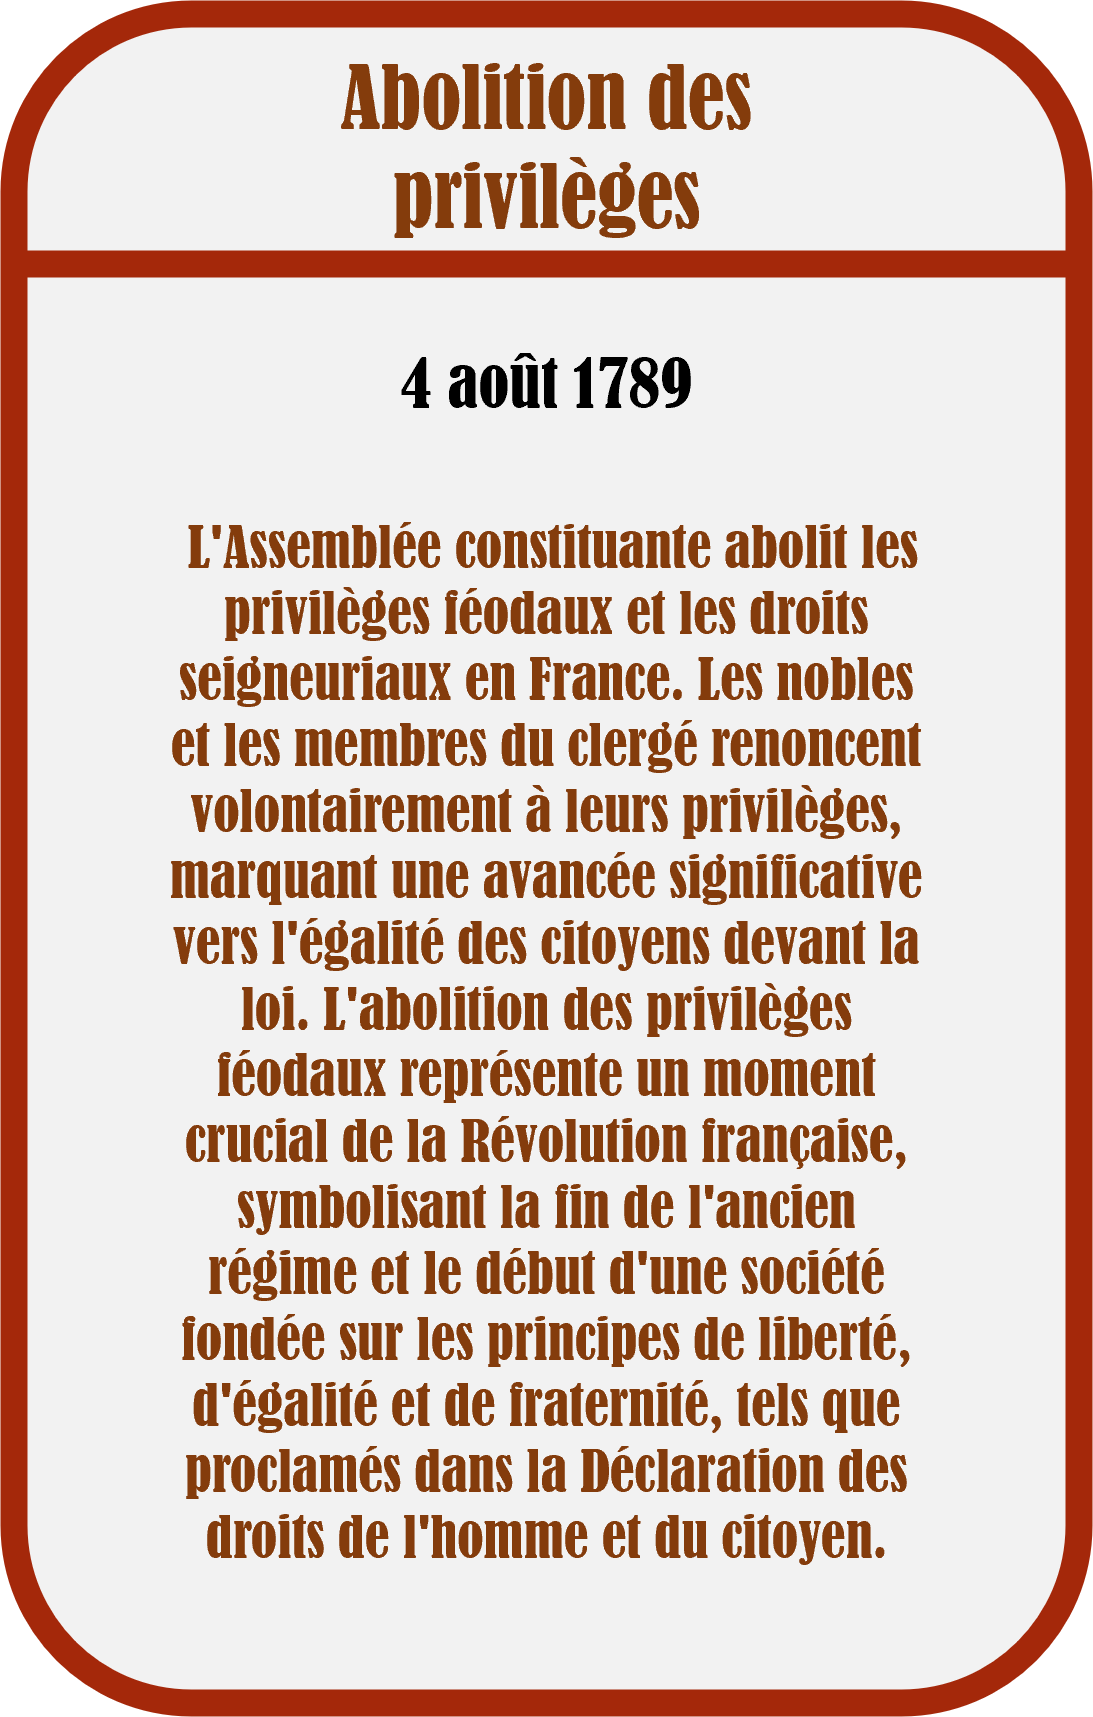 Abolition des
privilèges
4 août 1789
L'Assemblée constituante abolit les
privilèges féodaux et les droits
seigneuriaux en France. Les nobles
et les membres du clergé renoncent
volontairement à leurs privilèges,
marquant une avancée significative
vers l'égalité des citoyens devant la
loi. L'abolition des privilèges
féodaux représente un moment
crucial de la Révolution française,
symbolisant la fin de l'ancien
régime et le début d'une société
fondée sur les principes de liberté,
d'égalité et de fraternité, tels que
proclamés dans la Déclaration des
droits de l'homme et du citoyen.